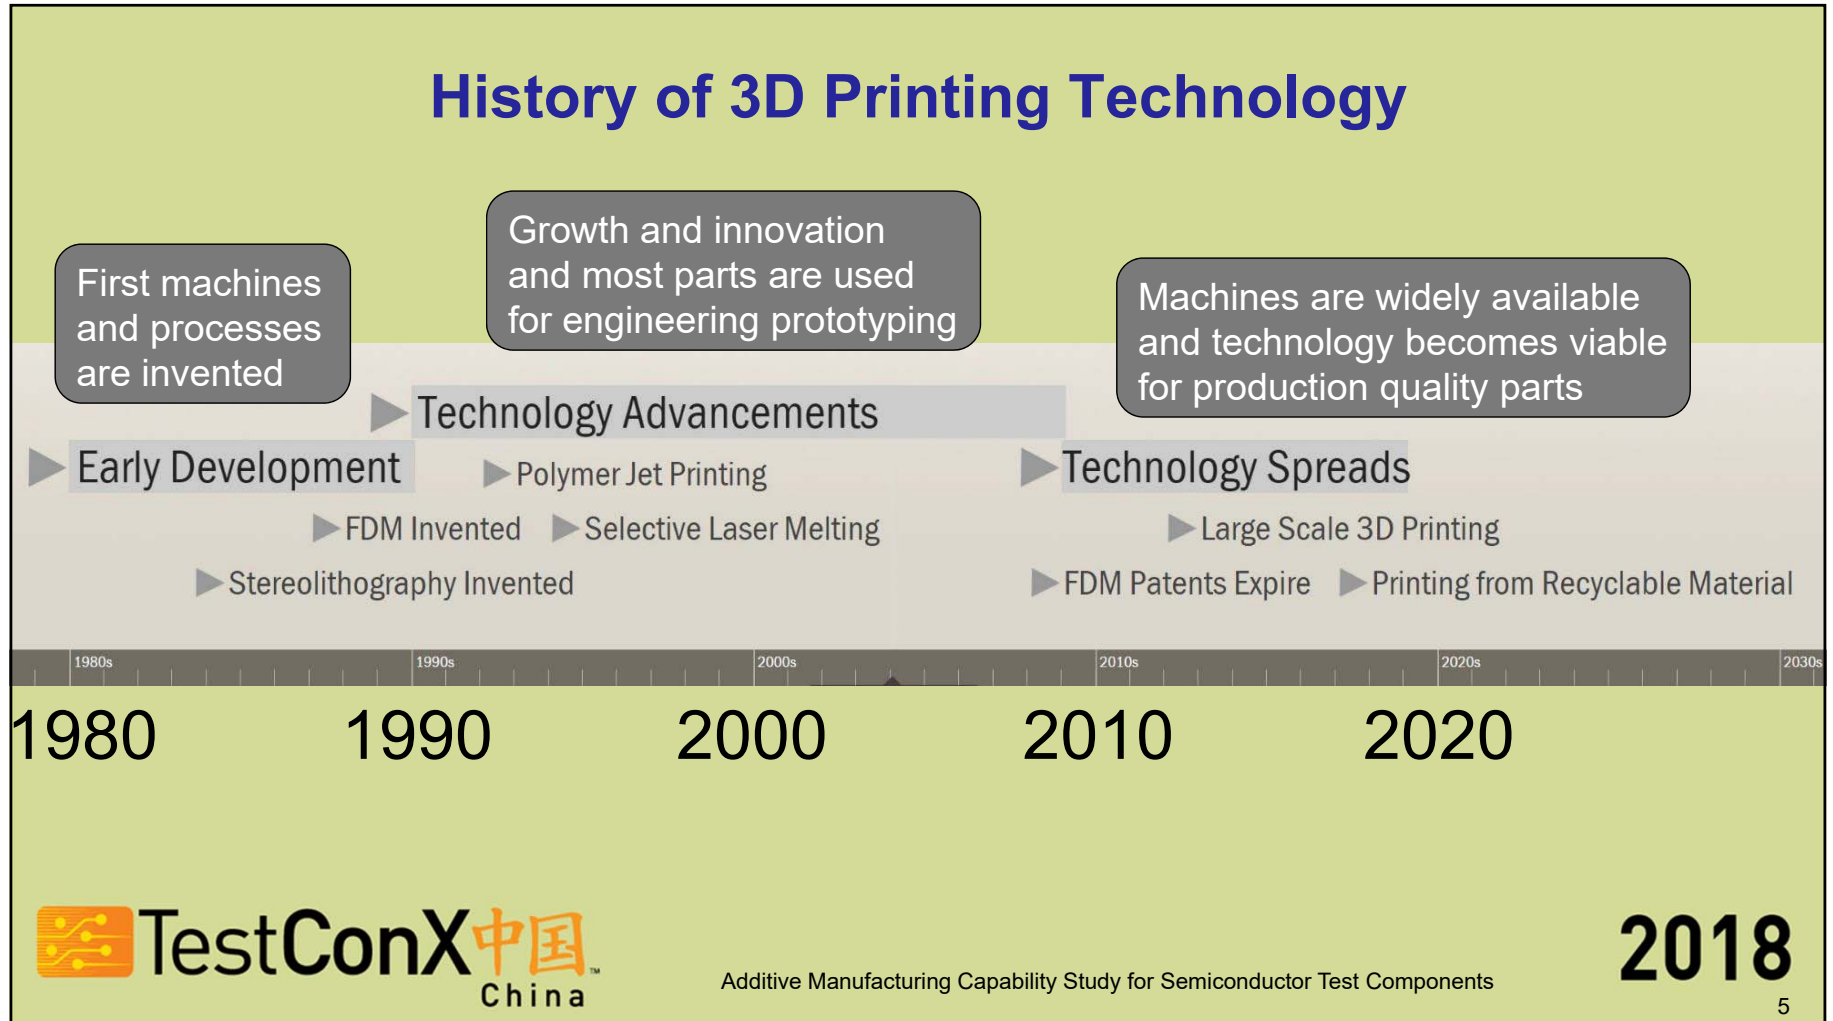 History of 3D Printing Technology
First machines
and processes
are invented
Growth and innovation
and most parts are used
for engineering prototyping
Machines are widely available
and technology becomes viable
for production quality parts
Technology Advancements
Early Development
Polymer Jet Printing
Technology Spreads
FDM Invented
Selective Laser Melting
Large Scale 3D Printing
Stereolithography Invented
FDM Patents Expire
Printing from Recyclable Material
1980s 1990s 2000s 2010s 2020s 2030s
1980 1990 2000 2010 2020
TestConX中国™
China
Additive Manufacturing Capability Study for Semiconductor Test Components
2018
5